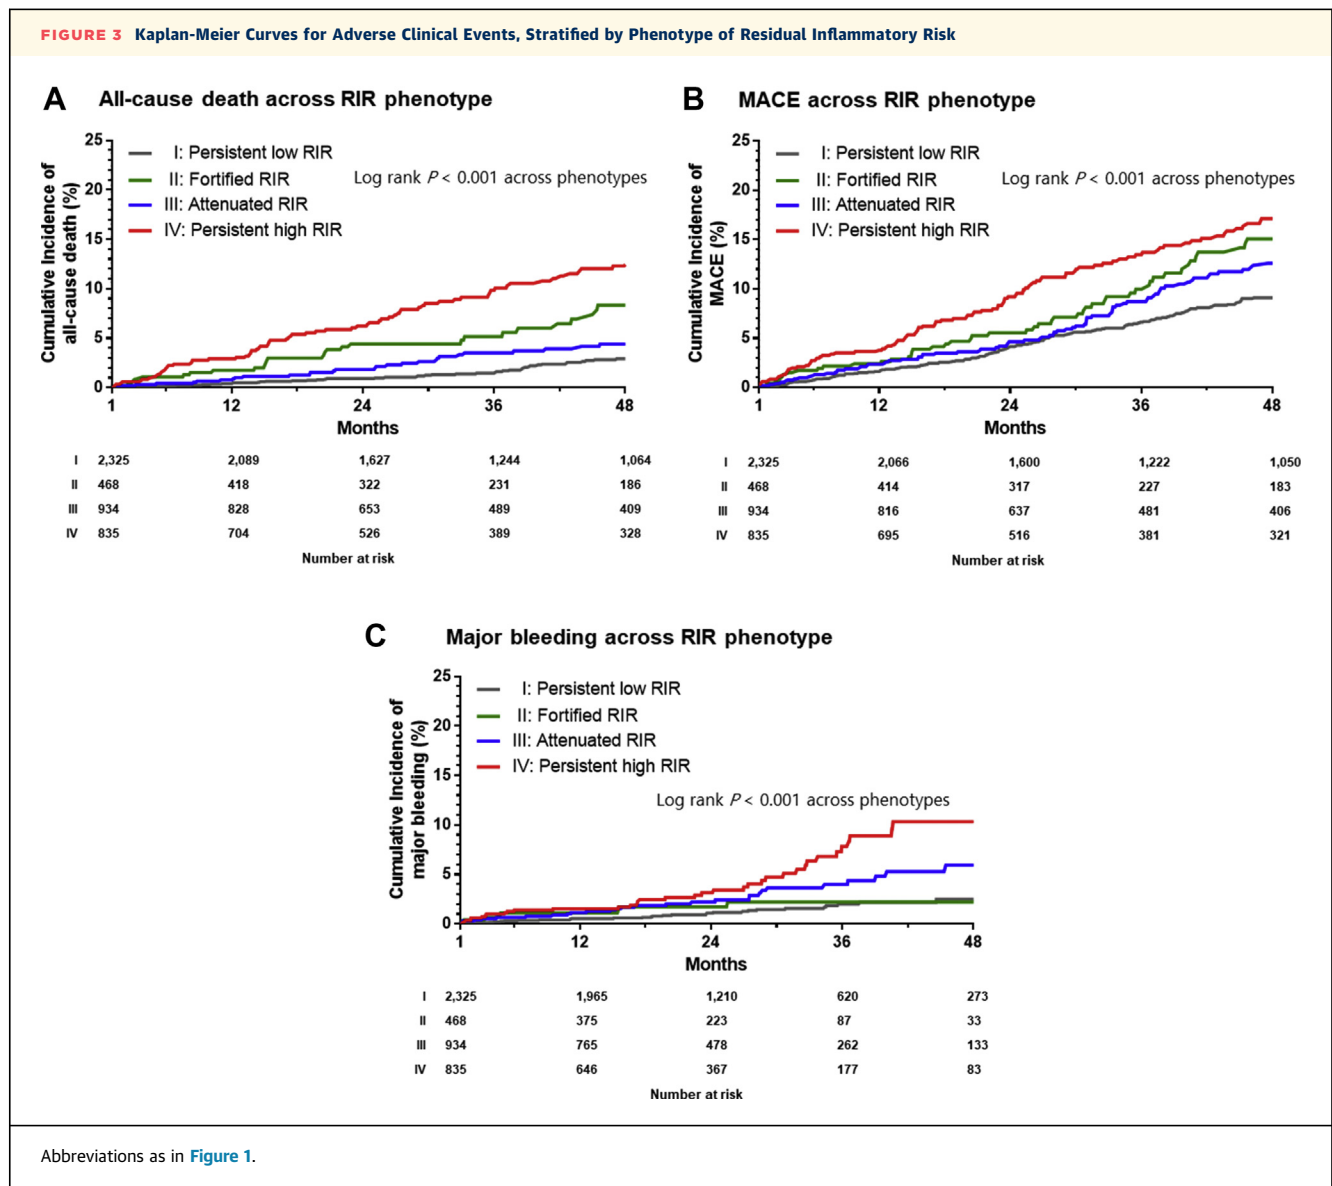 FIGURE 3 Kaplan-Meier Curves for Adverse Clinical Events, Stratified by Phenotype of Residual Inflammatory Risk
A All-cause death across RIR phenotype
Cumulative Incidence of
all-cause death (%)
25
20
15
10
5
0
I: Persistent low RIR
II: Fortified RIR
III: Attenuated RIR
IV: Persistent high RIR
Log rank P < 0.001 across phenotypes
1 12 24 36 48
Months
I 2,325 2,089 1,627 1,244 1,064
II 468 418 322 231 186
III 934 828 653 489 409
IV 835 704 526 389 328
Number at risk
B MACE across RIR phenotype
Cumulative Incidence of
MACE (%)
25
20
15
10
5
0
I: Persistent low RIR
II: Fortified RIR
III: Attenuated RIR
IV: Persistent high RIR
Log rank P < 0.001 across phenotypes
1 12 24 36 48
Months
I 2,325 2,066 1,600 1,222 1,050
II 468 414 317 227 183
III 934 816 637 481 406
IV 835 695 516 381 321
Number at risk
C Major bleeding across RIR phenotype
Cumulative Incidence of
major bleeding (%)
25
20
15
10
5
0
I: Persistent low RIR
II: Fortified RIR
III: Attenuated RIR
IV: Persistent high RIR
Log rank P < 0.001 across phenotypes
1 12 24 36 48
Months
I 2,325 1,965 1,210 620 273
II 468 375 223 87 33
III 934 765 478 262 133
IV 835 646 367 177 83
Number at risk
Abbreviations as in Figure 1.